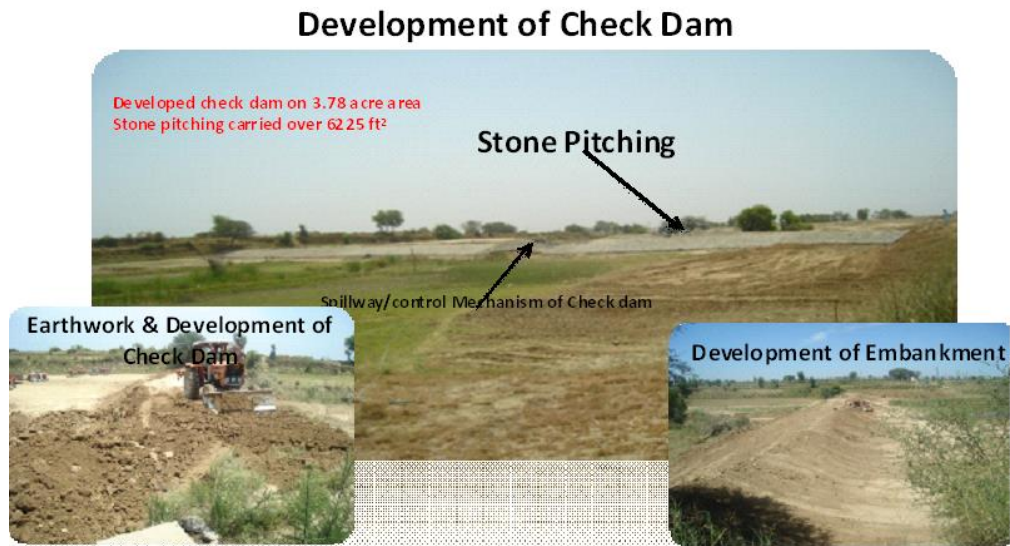 Development of Check Dam
Developed check dam on 3.78 acre area
Stone pitching carried over 6225 ft²
Stone Pitching
Spillway/control Mechanism of Check dam
Earthwork & Development of
Check Dam
Development of Embankment